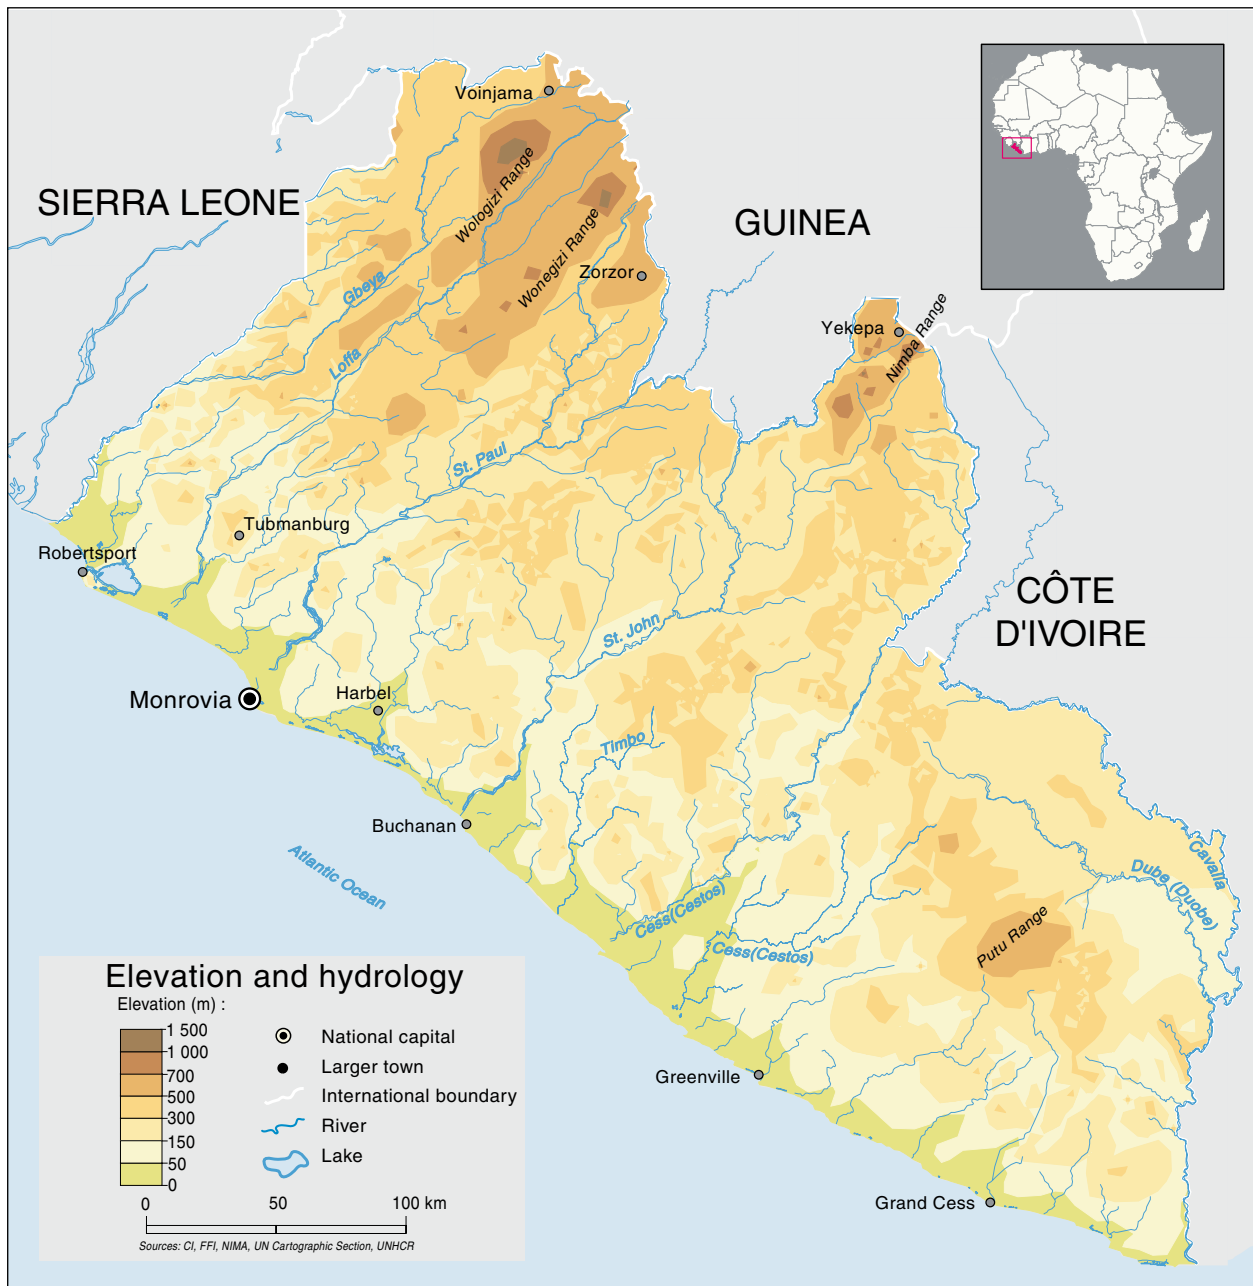 Voinjama
SIERRA LEONE
Wologizi Range
GUINEA
Wonegizi Range
Zorzor
Gbeya
Yekepa
Nimba Range
Loffa
St. Paul
Tubmanburg
Robertsport
CÔTE
D'IVOIRE
St. John
Monrovia
Harbel
Timbo
Buchanan
Atlantic Ocean
Cavalla
Dube (Duobe)
Cess(Cestos)
Putu Range
Cess(Cestos)
Greenville
Grand Cess
Elevation and hydrology
Elevation (m) :
1 500
1 000
700
500
300
150
50
0
National capital
Larger town
International boundary
River
Lake
0 50 100 km
Sources: CI, FFI, NIMA, UN Cartographic Section, UNHCR